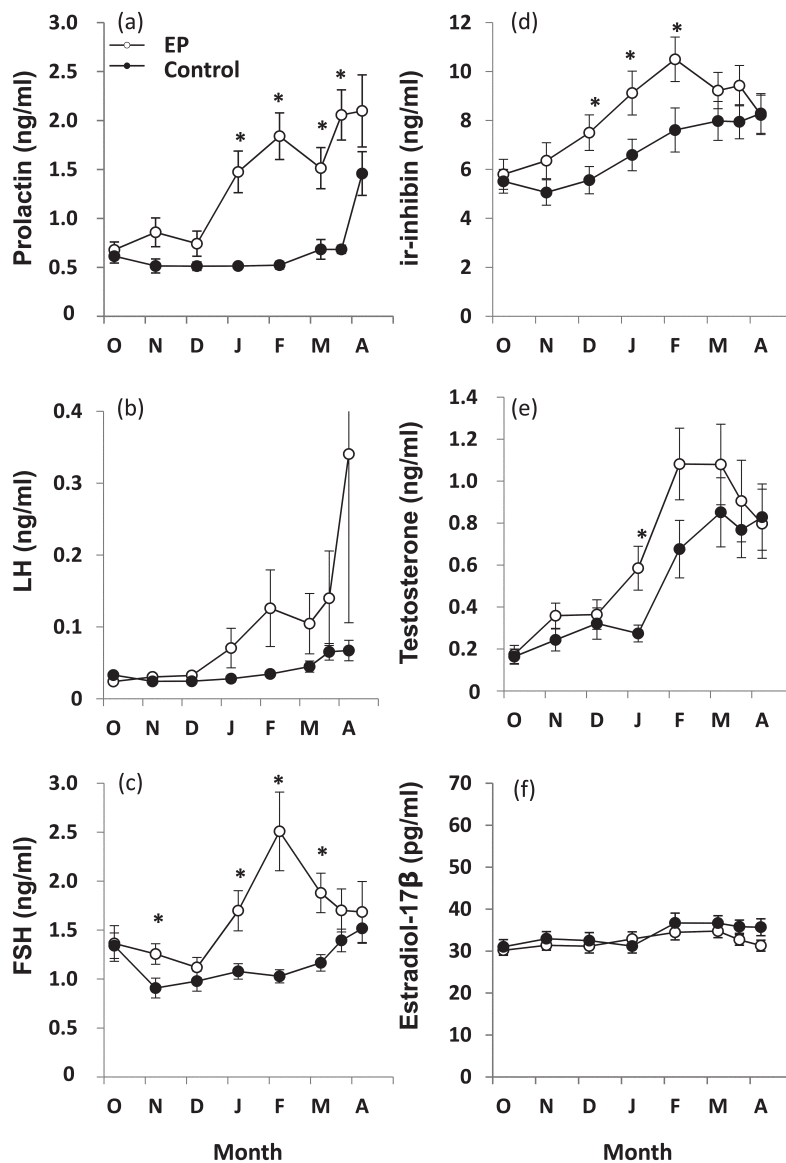 (a)
EP
Control
Prolactin (ng/ml)
3.0
2.5
2.0
1.5
1.0
0.5
0
* * * *
O N D J F M A
(d)
ir-inhibin (ng/ml)
12
10
8
6
4
2
0
* * *
O N D J F M A
(b)
LH (ng/ml)
0.4
0.3
0.2
0.1
0
O N D J F M A
(e)
Testosterone (ng/ml)
1.4
1.2
1.0
0.8
0.6
0.4
0.2
0
*
O N D J F M A
(c)
FSH (ng/ml)
3.0
2.5
2.0
1.5
1.0
0.5
0
* * * *
O N D J F M A
Month
(f)
Estradiol-17β (pg/ml)
70
60
50
40
30
20
10
0
O N D J F M A
Month